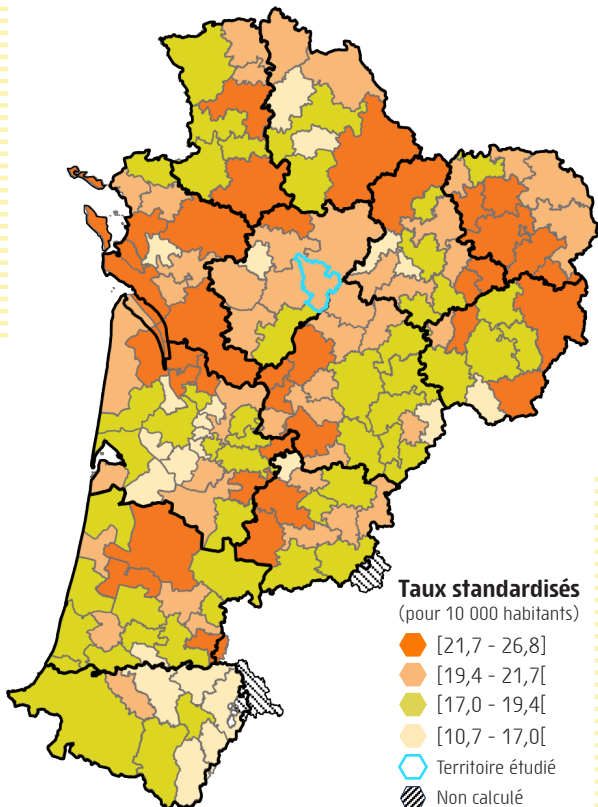 Taux standardisés
(pour 10 000 habitants)
[21,7 - 26,8]
[19,4 - 21,7[
[17,0 - 19,4[
[10,7 - 17,0[
Territoire étudié
Non calculé